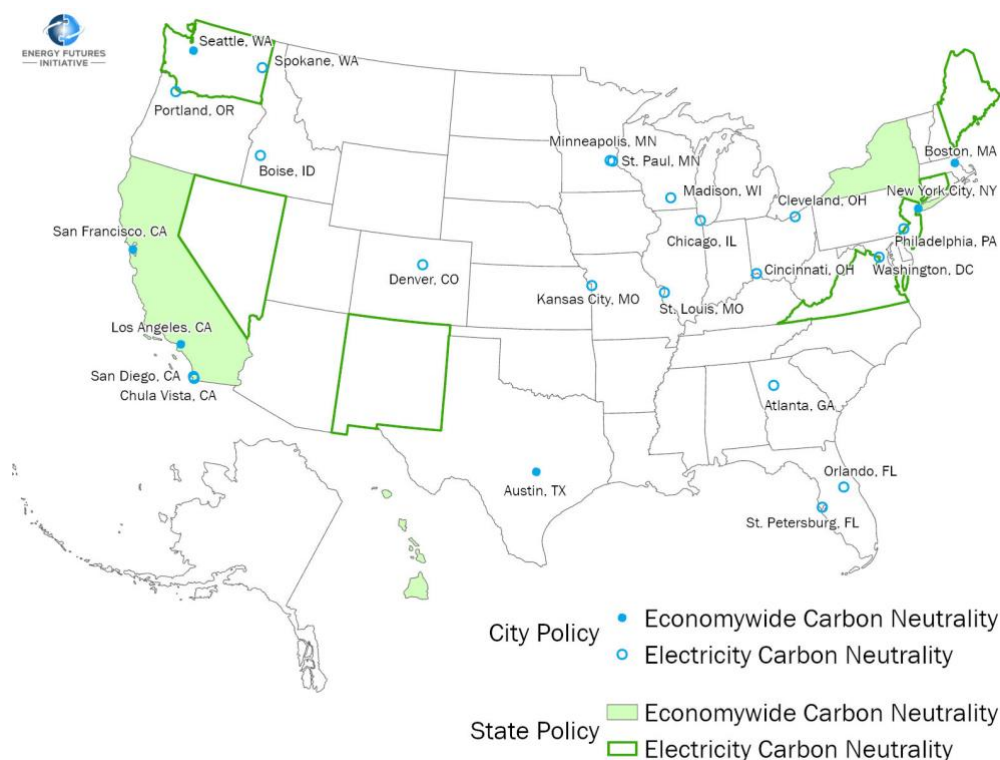 ENERGY FUTURES
INITIATIVE
Seattle, WA
Spokane, WA
Portland, OR
Boise, ID
Minneapolis, MN
St. Paul, MN
Madison, WI
Chicago, IL
Cleveland, OH
Boston, MA
New York City, NY
Philadelphia, PA
Washington, DC
Cincinnati, OH
San Francisco, CA
Denver, CO
Kansas City, MO
St. Louis, MO
Los Angeles, CA
San Diego, CA
Chula Vista, CA
Atlanta, GA
Austin, TX
Orlando, FL
St. Petersburg, FL
City Policy
Economywide Carbon Neutrality
Electricity Carbon Neutrality
State Policy
Economywide Carbon Neutrality
Electricity Carbon Neutrality